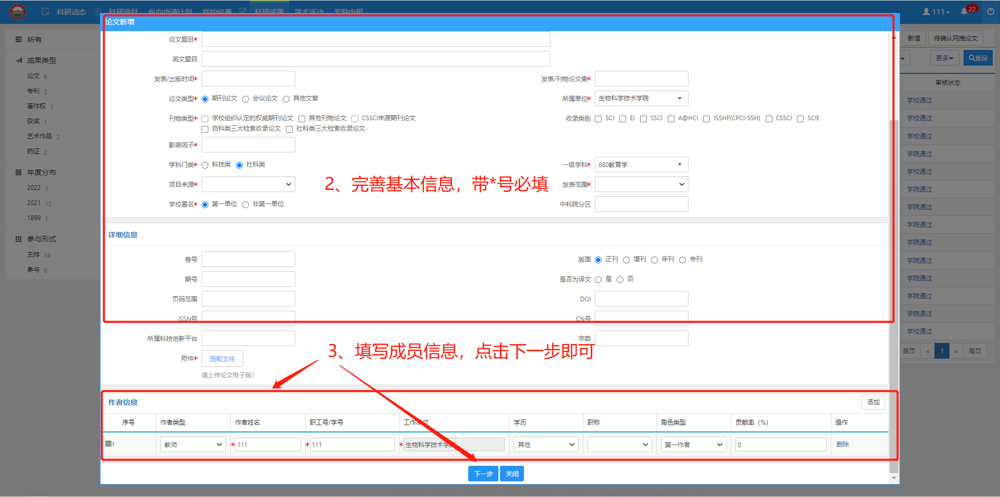 科研动态 科研项目 纵向申请计划 我的经费 科研成果 学术活动 奖励申报 111 22
论文新增
所有
成果类型
论文 6
专利 2
著作权 1
获奖 1
艺术作品 2
药证 2
年度分布
2022 1
2021 12
1899 1
参与形式
主持 14
参与 0
论文题目*
英文题目
发表/出版时间* 发表/刊物论文集*
论文类型* 期刊论文 会议论文 其他文章 所属单位* 生物科学技术学院
刊物类型* 学校组织认定的权威期刊论文 其他刊物论文 CSSCI来源期刊论文 收录类别 SCI EI SSCI A@HCI ISSHP(CPCI-SSH) CSSCI SCIE
自科类三大检索收录论文 社科类三大检索收录论文
影响因子*
学科门类* 科技类 社科类 一级学科* 880教育学
项目来源* 发表范围*
2、完善基本信息，带*号必填
学校署名* 第一单位 非第一单位 中科院分区
详细信息
卷号 版面 正刊 增刊 年刊 专刊
期号 是否为译文 是 否
页码范围 DOI
ISSN号 CN号
所属科技创新平台 字数
3、填写成员信息，点击下一步即可
附件* 选取文件
请上传论文电子版!
作者信息 添加
序号 作者类型 作者姓名 职工号/学号 工作单位 学历 职称 角色类型 贡献率（%） 操作
1 教师 *111 *111 *生物科学技术学院 其他 第一作者 0 删除
下一步 关闭
新增 待确认网推论文
更多 查询
审核状态
学校通过
学校通过
学校通过
学院通过
学校通过
学院通过
学院通过
学院通过
学院通过
学院通过
学院通过
学院通过
学院通过
学校通过
首页 « 1 » 尾页